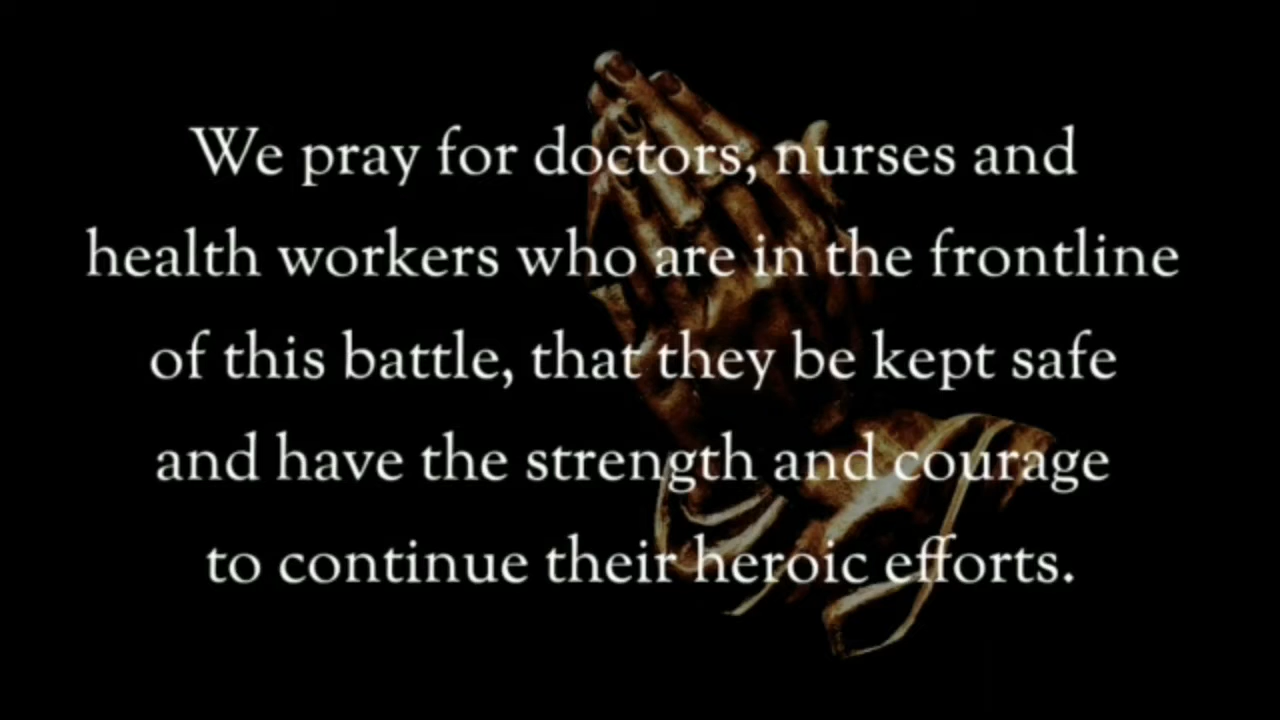 We pray for doctors, nurses and
health workers who are in the frontline
of this battle, that they be kept safe
and have the strength and courage
to continue their heroic efforts.